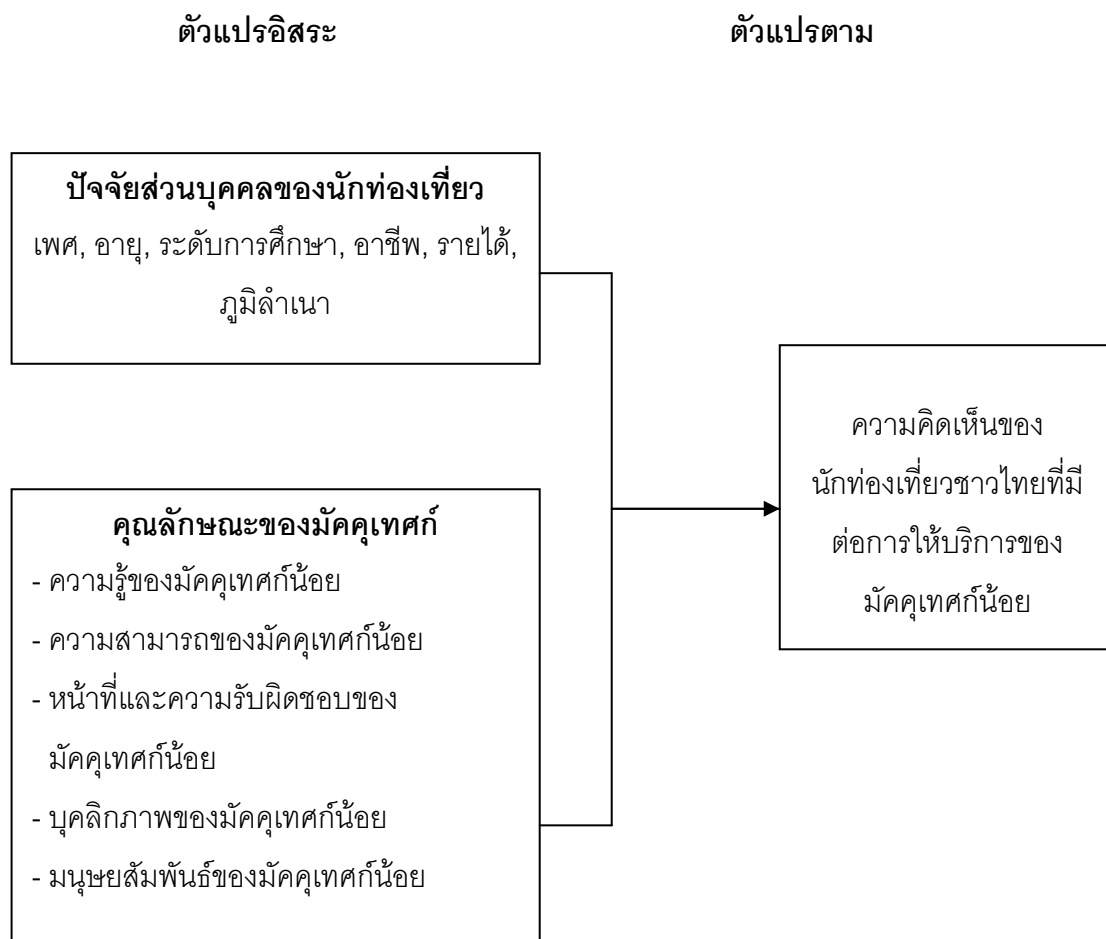 ตัวแปรอิสระ
ตัวแปรตาม
ปัจจัยส่วนบุคคลของนักท่องเที่ยว
เพศ, อายุ, ระดับการศึกษา, อาชีพ, รายได้,
ภูมิลำเนา
คุณลักษณะของมัคคุเทศก์
- ความรู้ของมัคคุเทศก์น้อย
- ความสามารถของมัคคุเทศก์น้อย
- หน้าที่และความรับผิดชอบของ
มัคคุเทศก์น้อย
- บุคลิกภาพของมัคคุเทศก์น้อย
- มนุษยสัมพันธ์ของมัคคุเทศก์น้อย
ความคิดเห็นของ
นักท่องเที่ยวชาวไทยที่มี
ต่อการให้บริการของ
มัคคุเทศก์น้อย